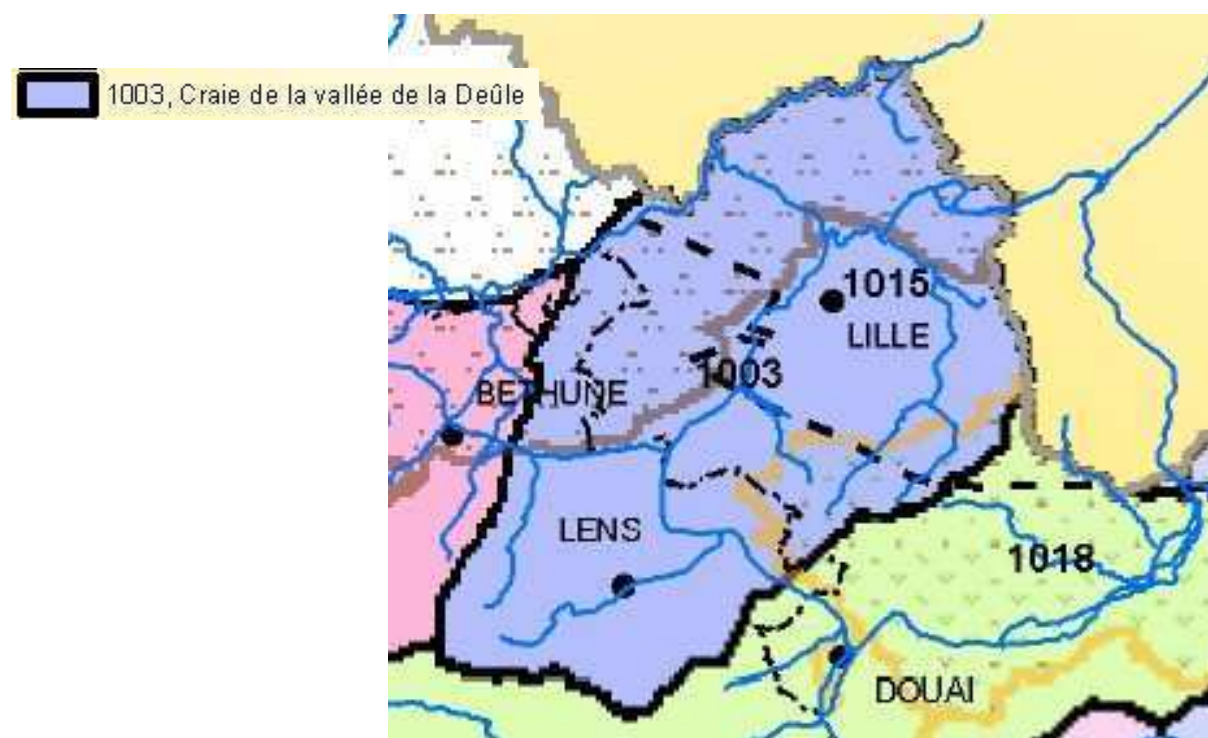 1003, Craie de la vallée de la Deûle
1015
LILLE
1003
BETHUNE
LENS
1018
DOUAI